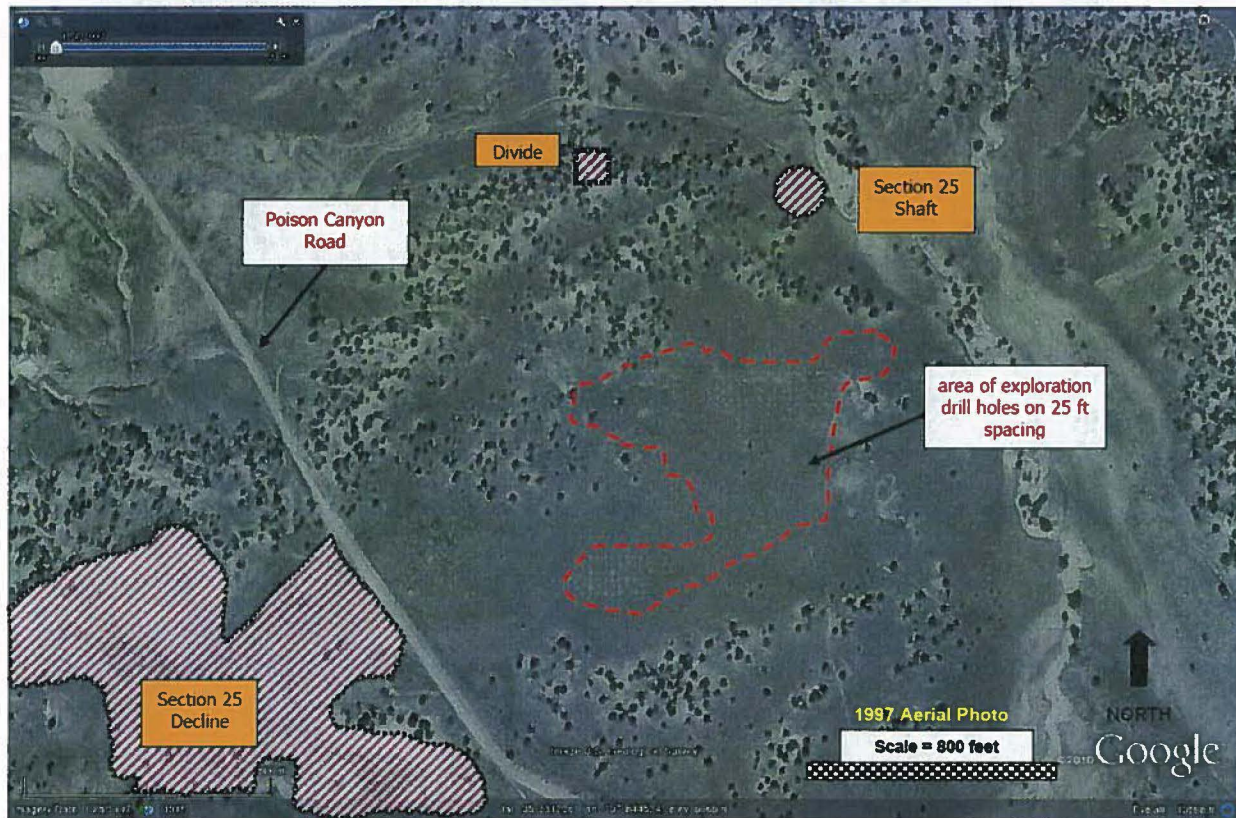 Divide
Section 25
Shaft
Poison Canyon
Road
area of exploration
drill holes on 25 ft
spacing
Section 25
Decline
1997 Aerial Photo
NORTH
Scale = 800 feet
Google